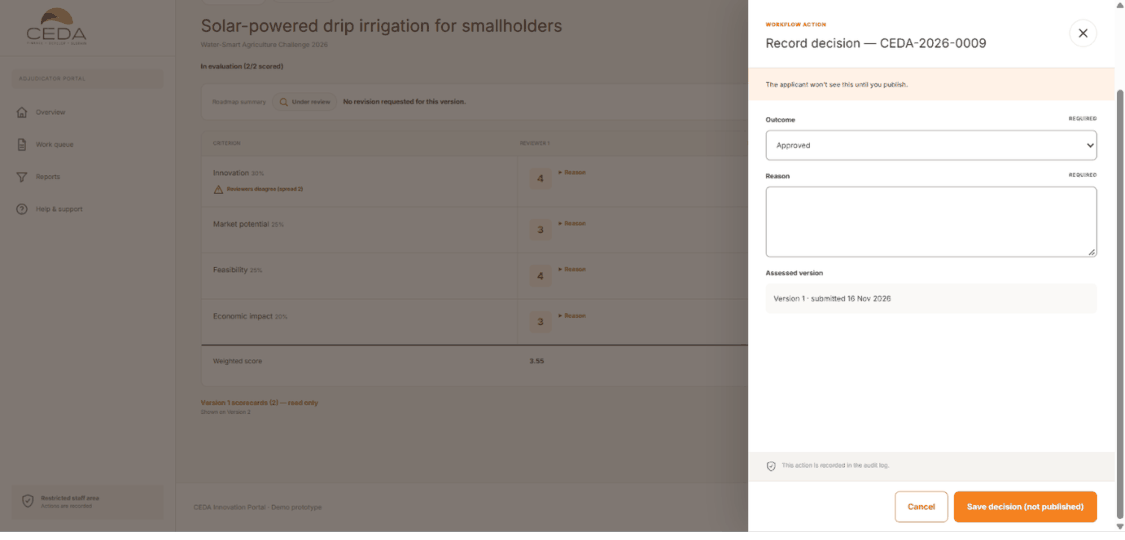 CEDA
ADJUDICATOR PORTAL
Overview
Work queue
Reports
Help & support
Restricted staff area
Actions are recorded
Solar-powered drip irrigation for smallholders
Water-Smart Agriculture Challenge 2026
In evaluation (2/2 scored)
Roadmap summary
Under review
No revision requested for this version.
CRITERION
REVIEWER 1
Innovation 20%
Reviewers disagree (spread 2)
4
Reason
Market potential 25%
3
Reason
Feasibility 35%
4
Reason
Economic impact 20%
3
Reason
Weighted score
3.55
Version 1 scorecards (2) — read only
CEDA Innovation Portal · Demo prototype
WORKFLOW ACTION
Record decision — CEDA-2026-0009
The applicant won't see this until you publish.
Outcome
REQUIRED
Approved
Reason
REQUIRED
Assessed version
Version 1 · submitted 16 Nov 2026
This action is recorded in the audit log.
Cancel
Save decision (not published)